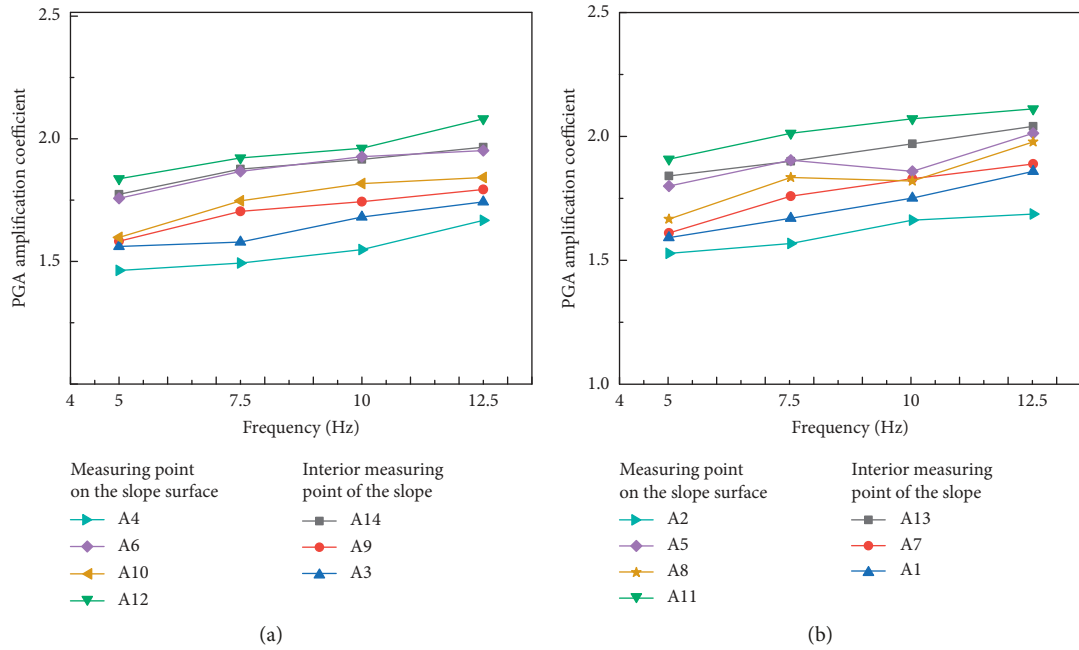 2.5
2.0
1.5
PGA amplification coefficient
4
5
7.5
10
12.5
Frequency (Hz)
Measuring point
on the slope surface
A4
A6
A10
A12
Interior measuring
point of the slope
A14
A9
A3
(a)
2.5
2.0
1.5
1.0
PGA amplification coefficient
4
5
7.5
10
12.5
Frequency (Hz)
Measuring point
on the slope surface
A2
A5
A8
A11
Interior measuring
point of the slope
A13
A7
A1
(b)